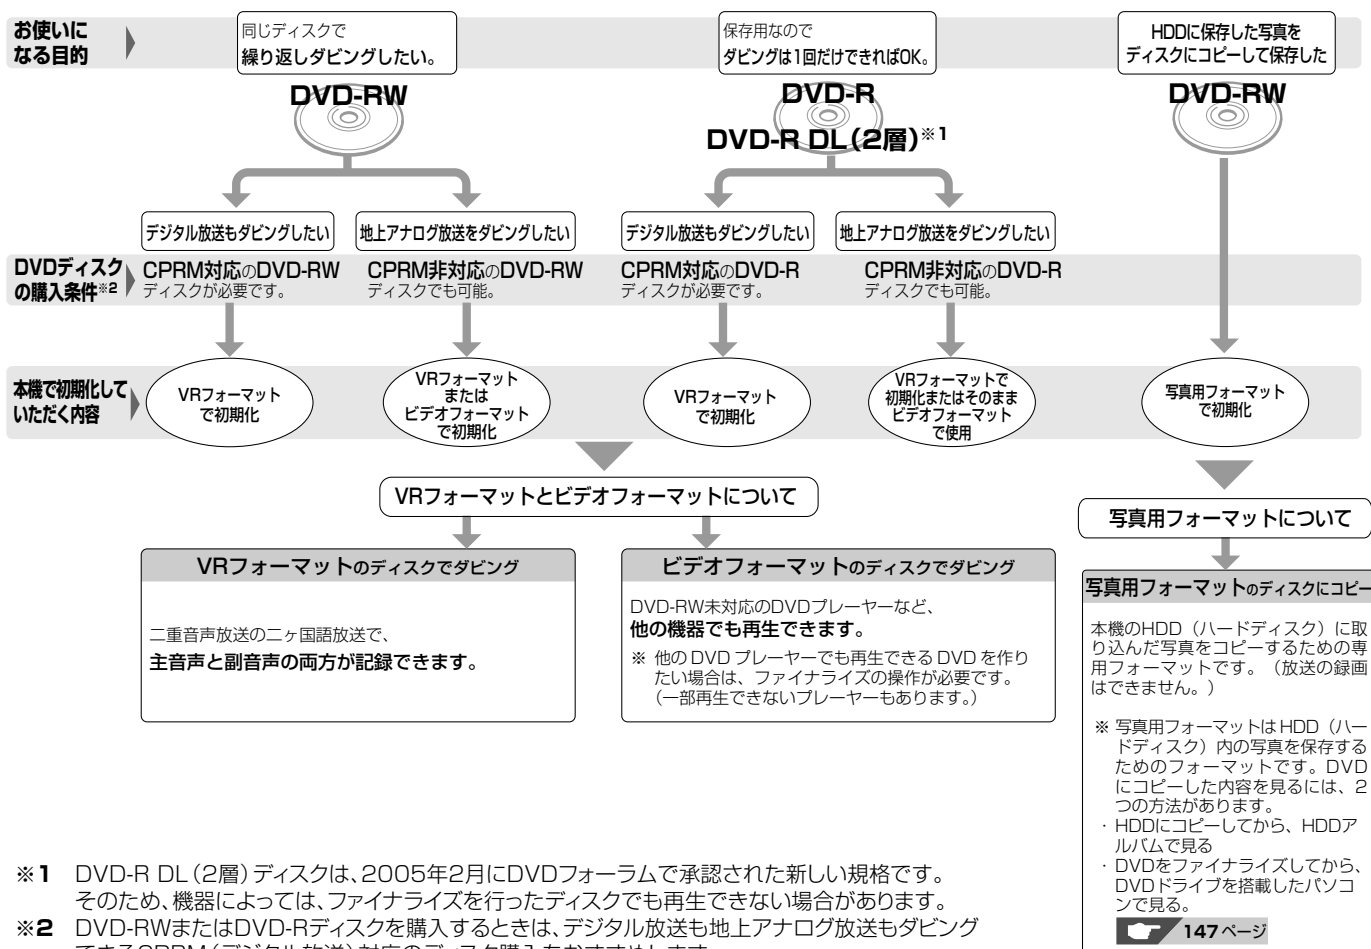 お使いに
なる目的
同じディスクで
繰り返しダビングしたい。
保存用なので
ダビングは1回だけできればOK。
HDDに保存した写真を
ディスクにコピーして保存した
DVD-RW
DVD-R
DVD-R DL(2層)※1
DVD-RW
デジタル放送もダビングしたい
地上アナログ放送をダビングしたい
デジタル放送もダビングしたい
地上アナログ放送をダビングしたい
DVDディスク
の購入条件※2
CPRM対応のDVD-RW
ディスクが必要です。
CPRM非対応のDVD-RW
ディスクでも可能。
CPRM対応のDVD-R
ディスクが必要です。
CPRM非対応のDVD-R
ディスクでも可能。
本機で初期化して
いただく内容
VRフォーマット
で初期化
VRフォーマット
または
ビデオフォーマット
で初期化
VRフォーマット
で初期化
VRフォーマットで
初期化またはそのまま
ビデオフォーマット
で使用
写真用フォーマット
で初期化
VRフォーマットとビデオフォーマットについて
VRフォーマットのディスクでダビング
二重音声放送の二ヶ国語放送で、
主音声と副音声の両方が記録できます。
ビデオフォーマットのディスクでダビング
DVD-RW未対応のDVDプレーヤーなど、
他の機器でも再生できます。
※ 他の DVD プレーヤーでも再生できる DVD を作り
たい場合は、ファイナライズの操作が必要です。
(一部再生できないプレーヤーもあります。)
写真用フォーマットについて
写真用フォーマットのディスクにコピー
本機のHDD(ハードディスク)に取
り込んだ写真をコピーするための専
用フォーマットです。(放送の録画
はできません。)
※ 写真用フォーマットは HDD(ハー
ドディスク)内の写真を保存する
ためのフォーマットです。DVD
にコピーした内容を見るには、2
つの方法があります。
・HDDにコピーしてから、HDDア
ルバムで見る
・DVDをファイナライズしてから、
DVDドライブを搭載したパソコ
ンで見る。
147ページ
※1 DVD-R DL(2層)ディスクは、2005年2月にDVDフォーラムで承認された新しい規格です。
そのため、機器によっては、ファイナライズを行ったディスクでも再生できない場合があります。
※2 DVD-RWまたはDVD-Rディスクを購入するときは、デジタル放送も地上アナログ放送もダビング
できるCPRM(デジタル放送)対応のディスク購入をおすすめします。